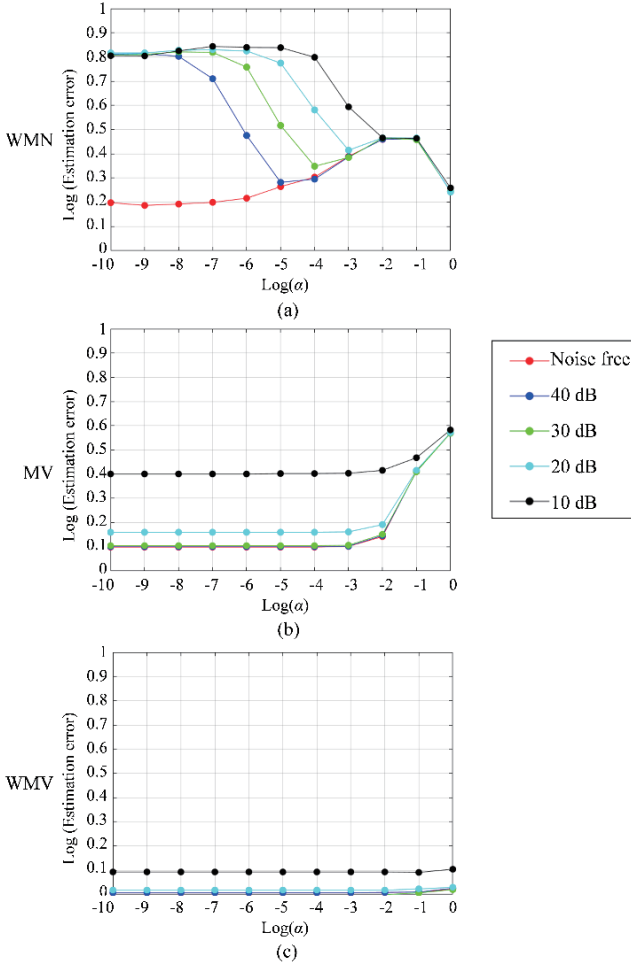 1
0.9
0.8
0.7
0.6
0.5
0.4
0.3
0.2
0.1
0
WMN
Log (Estimation error)
-10 -9 -8 -7 -6 -5 -4 -3 -2 -1 0
Log(α)
(a)
1
0.9
0.8
0.7
0.6
0.5
0.4
0.3
0.2
0.1
0
MV
Log (Estimation error)
-10 -9 -8 -7 -6 -5 -4 -3 -2 -1 0
Log(α)
(b)
Noise free
40 dB
30 dB
20 dB
10 dB
1
0.9
0.8
0.7
0.6
0.5
0.4
0.3
0.2
0.1
0
WMV
Log (Estimation error)
-10 -9 -8 -7 -6 -5 -4 -3 -2 -1 0
Log(α)
(c)